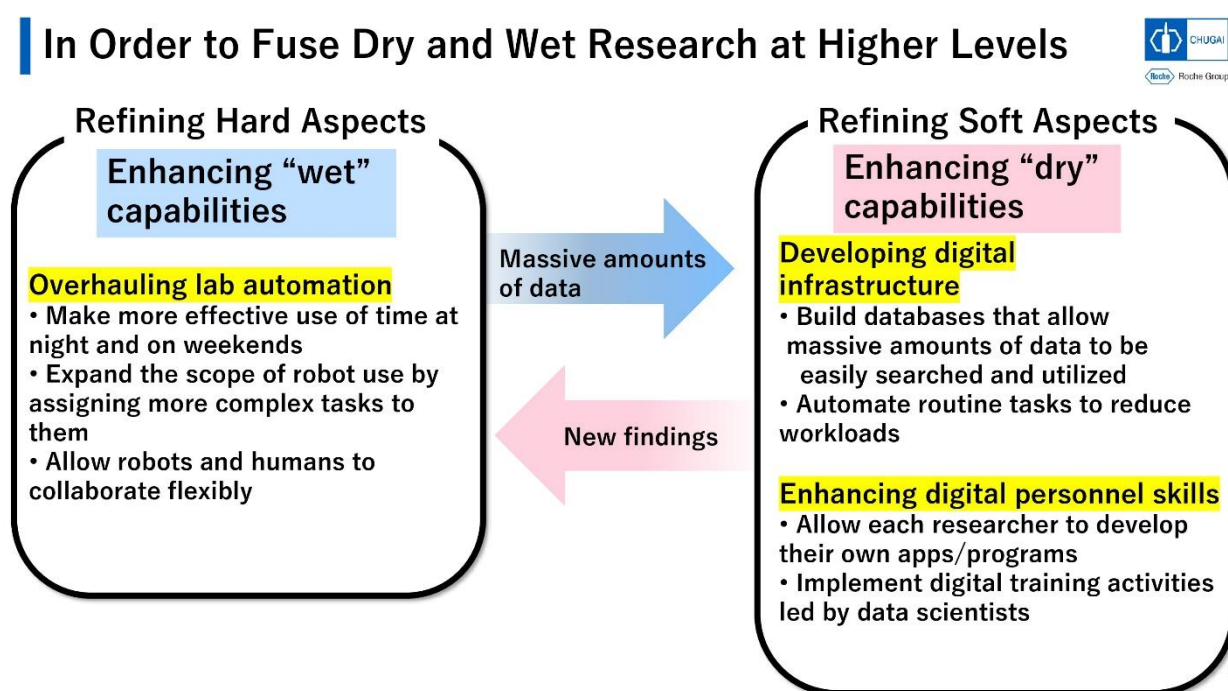 In Order to Fuse Dry and Wet Research at Higher Levels
CHUGAI
Roche Roche Group
Refining Hard Aspects
Enhancing “wet”
capabilities
Overhauling lab automation
• Make more effective use of time at
night and on weekends
• Expand the scope of robot use by
assigning more complex tasks to
them
• Allow robots and humans to
collaborate flexibly
Massive amounts
of data
New findings
Refining Soft Aspects
Enhancing “dry”
capabilities
Developing digital
infrastructure
• Build databases that allow
massive amounts of data to be
easily searched and utilized
• Automate routine tasks to reduce
workloads
Enhancing digital personnel skills
• Allow each researcher to develop
their own apps/programs
• Implement digital training activities
led by data scientists